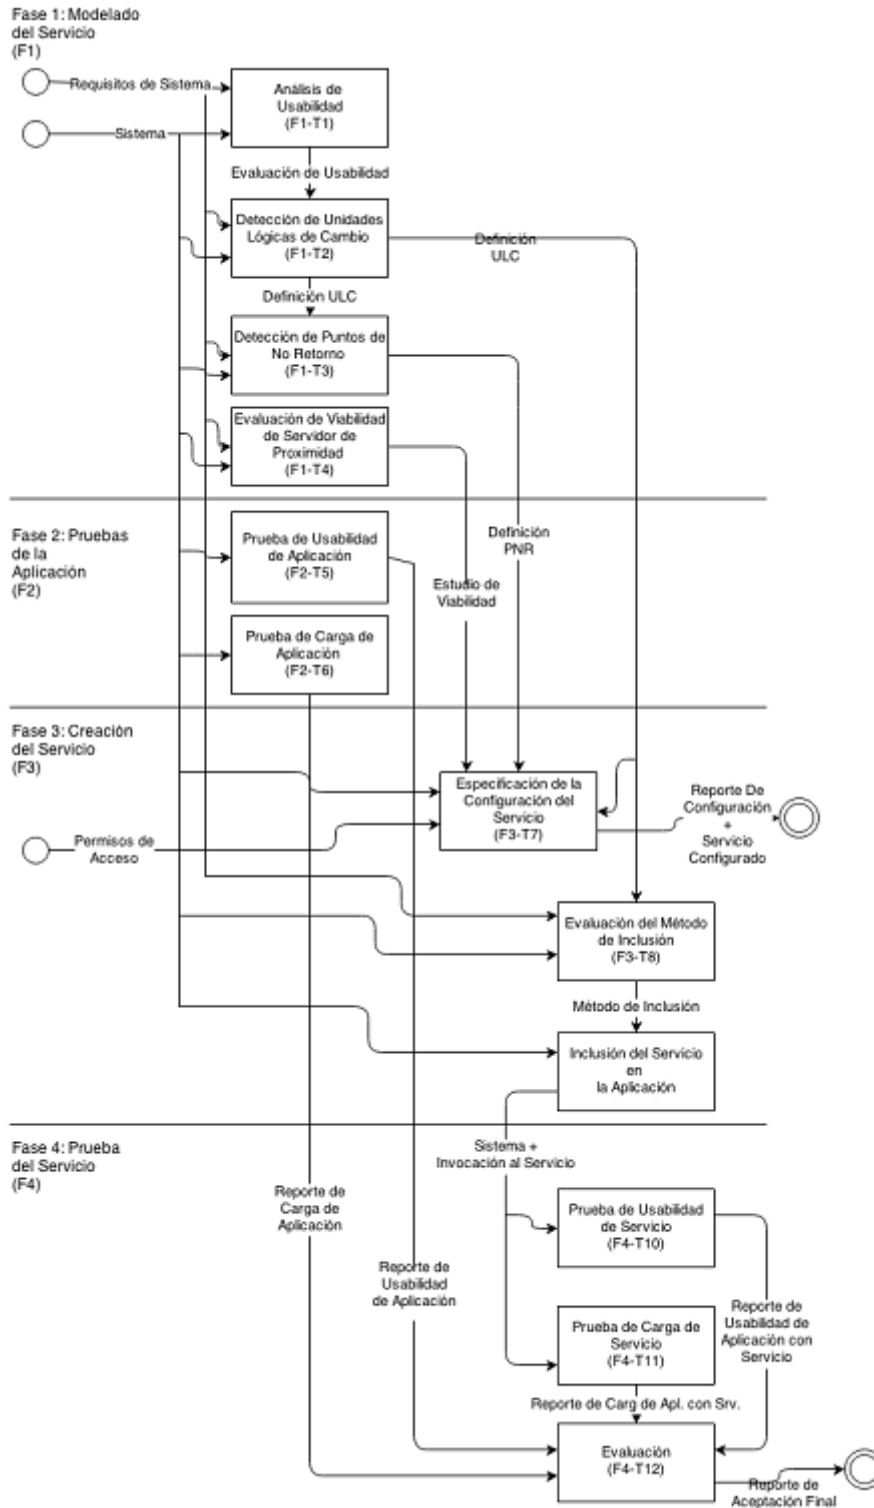 Fase 1: Modelado
del Servicio
(F1)
Requisitos de Sistema
Análisis de
Usabilidad
(F1-T1)
Sistema
Evaluación de Usabilidad
Detección de Unidades
Lógicas de Cambio
(F1-T2)
Definición
ULC
Definición ULC
Detección de Puntos de
No Retorno
(F1-T3)
Evaluación de Viabilidad
de Servidor de
Proximidad
(F1-T4)
Fase 2: Pruebas
de la
Aplicación
(F2)
Prueba de Usabilidad
de Aplicación
(F2-T5)
Definición
PNR
Estudio de
Viabilidad
Prueba de Carga de
Aplicación
(F2-T6)
Fase 3: Creación
del Servicio
(F3)
Especificación de la
Configuración del
Servicio
(F3-T7)
Reporte De
Configuración
+
Servicio
Configurado
Permisos de
Acceso
Evaluación del Método
de Inclusión
(F3-T8)
Método de Inclusión
Inclusión del Servicio
en
la Aplicación
Fase 4: Prueba
del Servicio
(F4)
Sistema +
Invocación al Servicio
Reporte de
Carga de
Aplicación
Prueba de Usabilidad
de Servicio
(F4-T10)
Reporte de
Usabilidad
de Aplicación
Prueba de Carga de
Servicio
(F4-T11)
Reporte de
Usabilidad de
Aplicación con
Servicio
Reporte de Carg de Apl. con Srv.
Evaluación
(F4-T12)
Reporte de
Aceptación Final